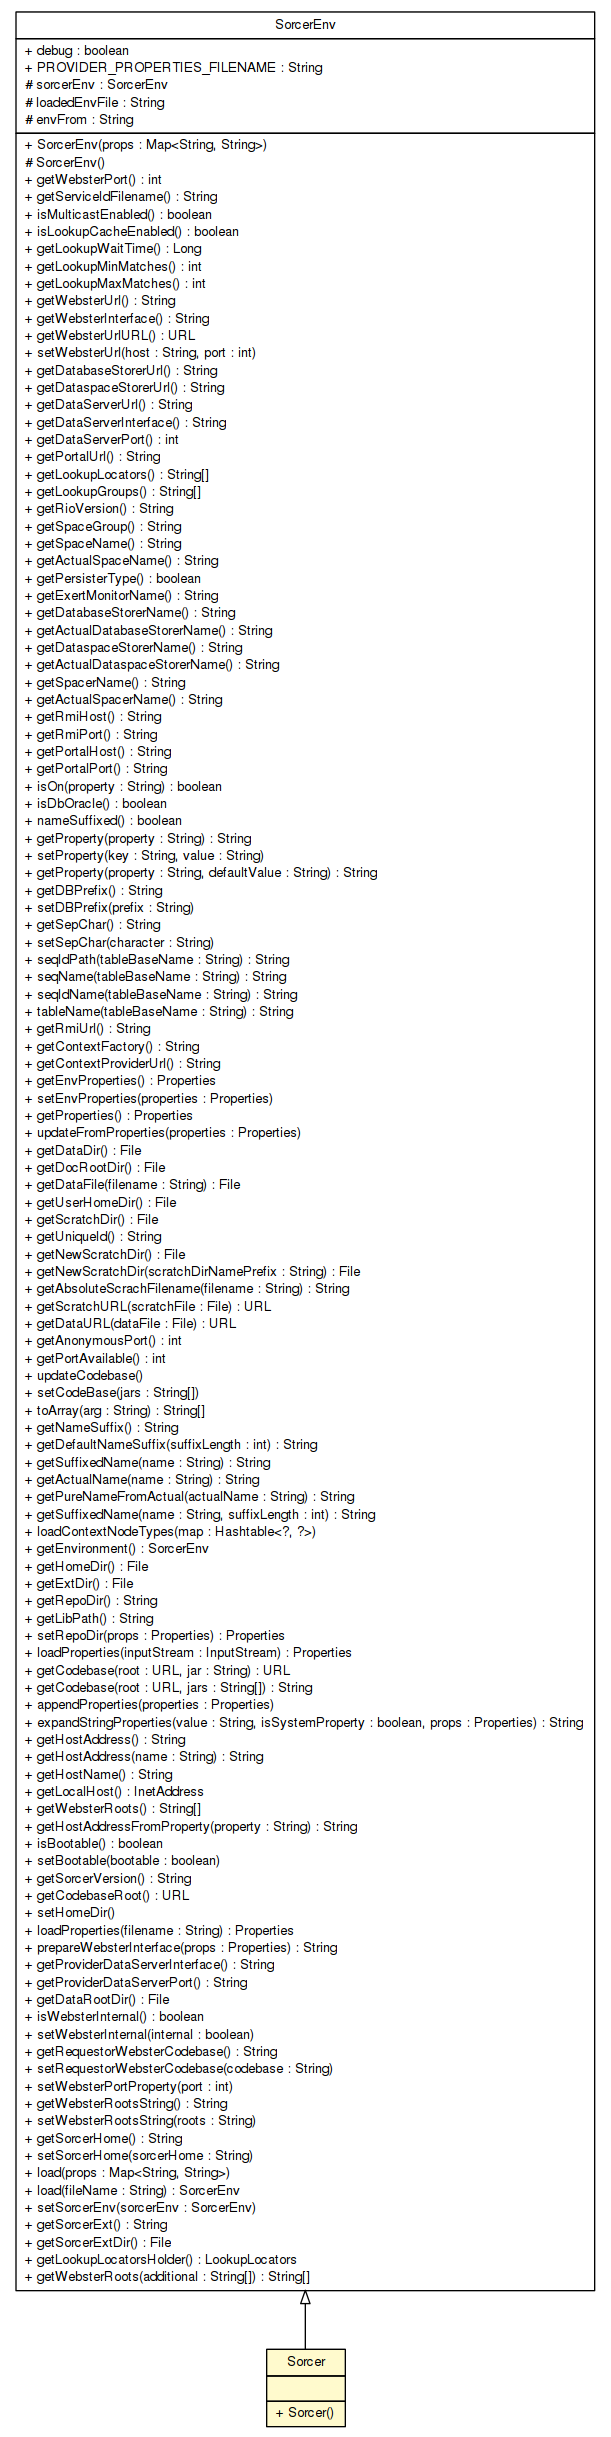 SorcerEnv
+ debug : boolean
+ PROVIDER_PROPERTIES_FILENAME : String
# sorcerEnv : SorcerEnv
# loadedEnvFile : String
# envFrom : String
+ SorcerEnv(props : Map<String, String>)
# SorcerEnv()
+ getWebsterPort() : int
+ getServiceIdFilename() : String
+ isMulticastEnabled() : boolean
+ isLookupCacheEnabled() : boolean
+ getLookupWaitTime() : Long
+ getLookupMinMatches() : int
+ getLookupMaxMatches() : int
+ getWebsterUrl() : String
+ getWebsterInterface() : String
+ getWebsterUrlURL() : URL
+ setWebsterUrl(host : String, port : int)
+ getDatabaseStorerUrl() : String
+ getDataspaceStorerUrl() : String
+ getDataServerUrl() : String
+ getDataServerInterface() : String
+ getDataServerPort() : int
+ getPortalUrl() : String
+ getLookupLocators() : String[]
+ getLookupGroups() : String[]
+ getRioVersion() : String
+ getSpaceGroup() : String
+ getSpaceName() : String
+ getActualSpaceName() : String
+ getPersisterType() : boolean
+ getExertMonitorName() : String
+ getDatabaseStorerName() : String
+ getActualDatabaseStorerName() : String
+ getDataspaceStorerName() : String
+ getActualDataspaceStorerName() : String
+ getSpacerName() : String
+ getActualSpacerName() : String
+ getRmiHost() : String
+ getRmiPort() : String
+ getPortalHost() : String
+ getPortalPort() : String
+ isOn(property : String) : boolean
+ isDbOracle() : boolean
+ nameSuffixed() : boolean
+ getProperty(property : String) : String
+ setProperty(key : String, value : String)
+ getProperty(property : String, defaultValue : String) : String
+ getDBPrefix() : String
+ setDBPrefix(prefix : String)
+ getSepChar() : String
+ setSepChar(character : String)
+ seqIdPath(tableBaseName : String) : String
+ seqName(tableBaseName : String) : String
+ seqIdName(tableBaseName : String) : String
+ tableName(tableBaseName : String) : String
+ getRmiUrl() : String
+ getContextFactory() : String
+ getContextProviderUrl() : String
+ getEnvProperties() : Properties
+ setEnvProperties(properties : Properties)
+ getProperties() : Properties
+ updateFromProperties(properties : Properties)
+ getDataDir() : File
+ getDocRootDir() : File
+ getDataFile(filename : String) : File
+ getUserHomeDir() : File
+ getScratchDir() : File
+ getUniqueId() : String
+ getNewScratchDir() : File
+ getNewScratchDir(scratchDirNamePrefix : String) : File
+ getAbsoluteScrachFilename(filename : String) : String
+ getScratchURL(scratchFile : File) : URL
+ getDataURL(dataFile : File) : URL
+ getAnonymousPort() : int
+ getPortAvailable() : int
+ updateCodebase()
+ setCodeBase(jars : String[])
+ toArray(arg : String) : String[]
+ getNameSuffix() : String
+ getDefaultNameSuffix(suffixLength : int) : String
+ getSuffixedName(name : String) : String
+ getActualName(name : String) : String
+ getPureNameFromActual(actualName : String) : String
+ getSuffixedName(name : String, suffixLength : int) : String
+ loadContextNodeTypes(map : Hashtable<?, ?>)
+ getEnvironment() : SorcerEnv
+ getHomeDir() : File
+ getExtDir() : File
+ getRepoDir() : String
+ getLibPath() : String
+ setRepoDir(props : Properties) : Properties
+ loadProperties(inputStream : InputStream) : Properties
+ getCodebase(root : URL, jar : String) : URL
+ getCodebase(root : URL, jars : String[]) : String
+ appendProperties(properties : Properties)
+ expandStringProperties(value : String, isSystemProperty : boolean, props : Properties) : String
+ getHostAddress() : String
+ getHostAddress(name : String) : String
+ getHostName() : String
+ getLocalHost() : InetAddress
+ getWebsterRoots() : String[]
+ getHostAddressFromProperty(property : String) : String
+ isBootable() : boolean
+ setBootable(bootable : boolean)
+ getSorcerVersion() : String
+ getCodebaseRoot() : URL
+ setHomeDir()
+ loadProperties(filename : String) : Properties
+ prepareWebsterInterface(props : Properties) : String
+ getProviderDataServerInterface() : String
+ getProviderDataServerPort() : String
+ getDataRootDir() : File
+ isWebsterInternal() : boolean
+ setWebsterInternal(internal : boolean)
+ getRequestorWebsterCodebase() : String
+ setRequestorWebsterCodebase(codebase : String)
+ setWebsterPortProperty(port : int)
+ getWebsterRootsString() : String
+ setWebsterRootsString(roots : String)
+ getSorcerHome() : String
+ setSorcerHome(sorcerHome : String)
+ load(props : Map<String, String>)
+ load(fileName : String) : SorcerEnv
+ setSorcerEnv(sorcerEnv : SorcerEnv)
+ getSorcerExt() : String
+ getSorcerExtDir() : File
+ getLookupLocatorsHolder() : LookupLocators
+ getWebsterRoots(additional : String[]) : String[]
Sorcer
+ Sorcer()